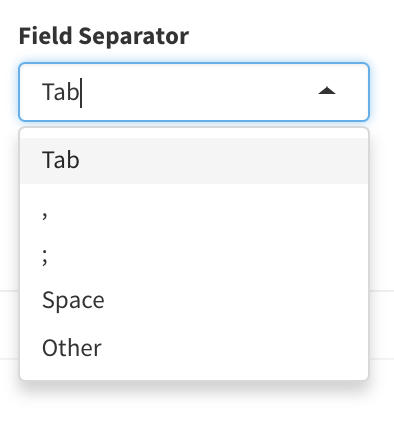 Field Separator
Tab
Tab
,
;
Space
Other